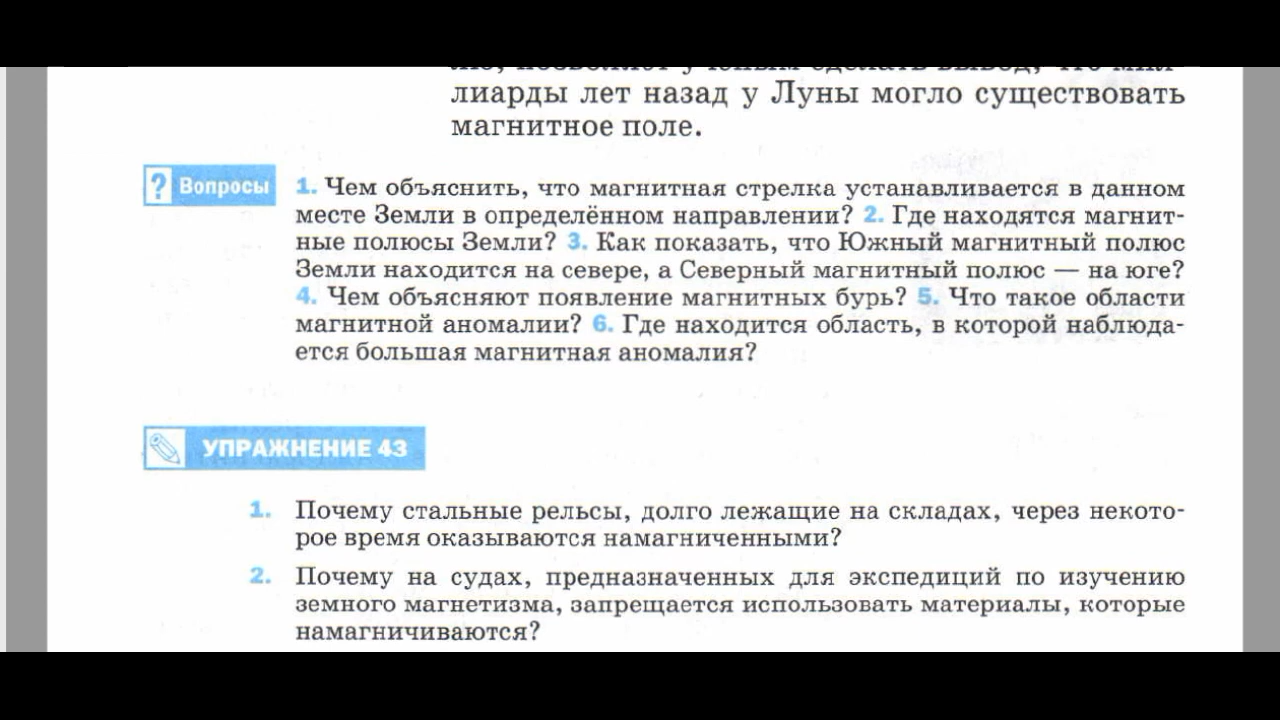 лиарды лет назад у Луны могло существовать
магнитное поле.
? Вопросы
1. Чем объяснить, что магнитная стрелка устанавливается в данном
месте Земли в определённом направлении? 2. Где находятся магнит-
ные полюсы Земли? 3. Как показать, что Южный магнитный полюс
Земли находится на севере, а Северный магнитный полюс — на юге?
4. Чем объясняют появление магнитных бурь? 5. Что такое области
магнитной аномалии? 6. Где находится область, в которой наблюда-
ется большая магнитная аномалия?
УПРАЖНЕНИЕ 43
1. Почему стальные рельсы, долго лежащие на складах, через некото-
рое время оказываются намагниченными?
2. Почему на судах, предназначенных для экспедиций по изучению
земного магнетизма, запрещается использовать материалы, которые
намагничиваются?